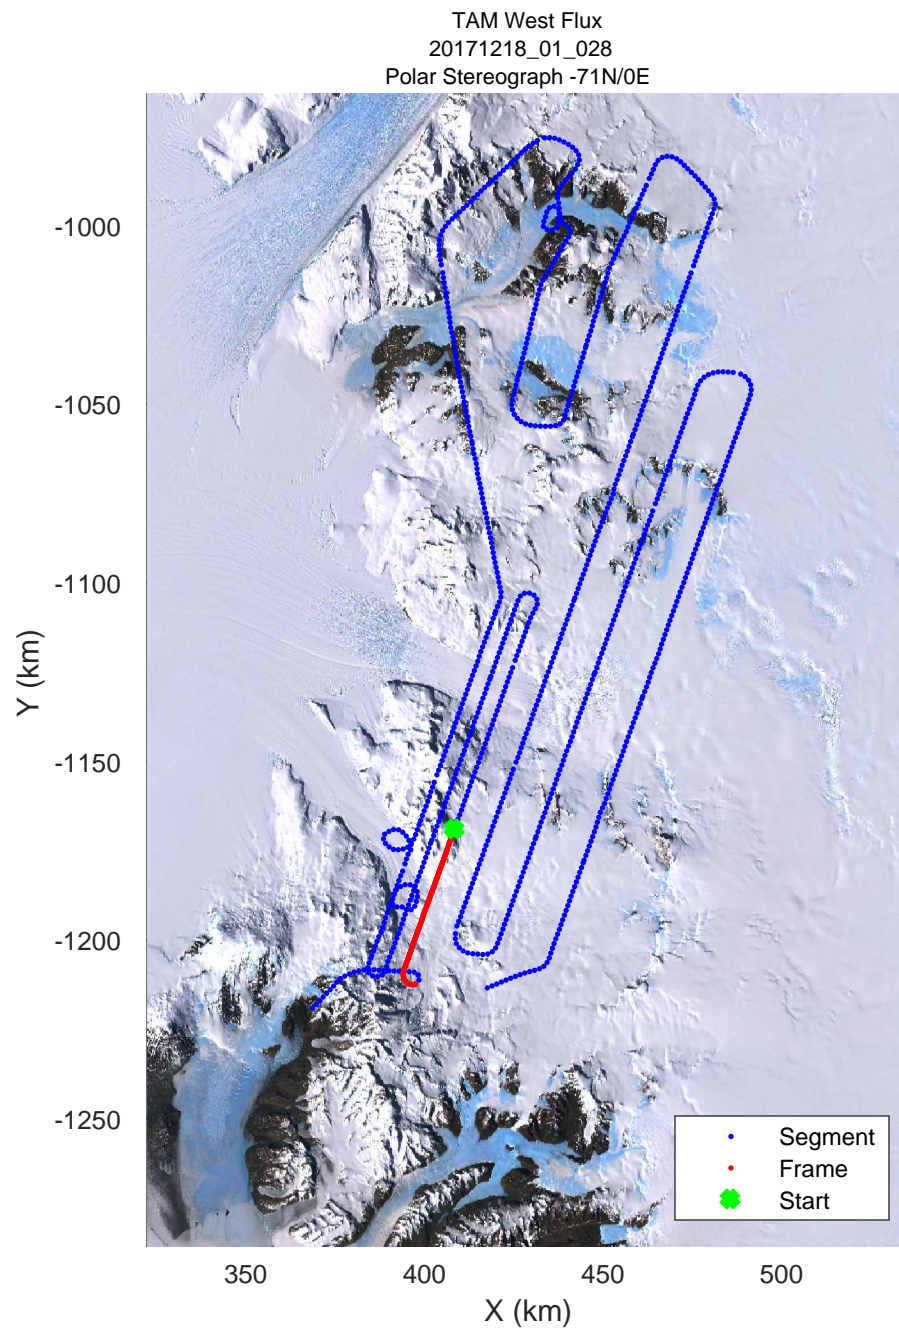 TAM West Flux
20171218_01_028
Polar Stereograph -71N/0E
-1000
-1050
-1100
-1150
-1200
-1250
Y (km)
350 400 450 500
X (km)
Segment
Frame
Start